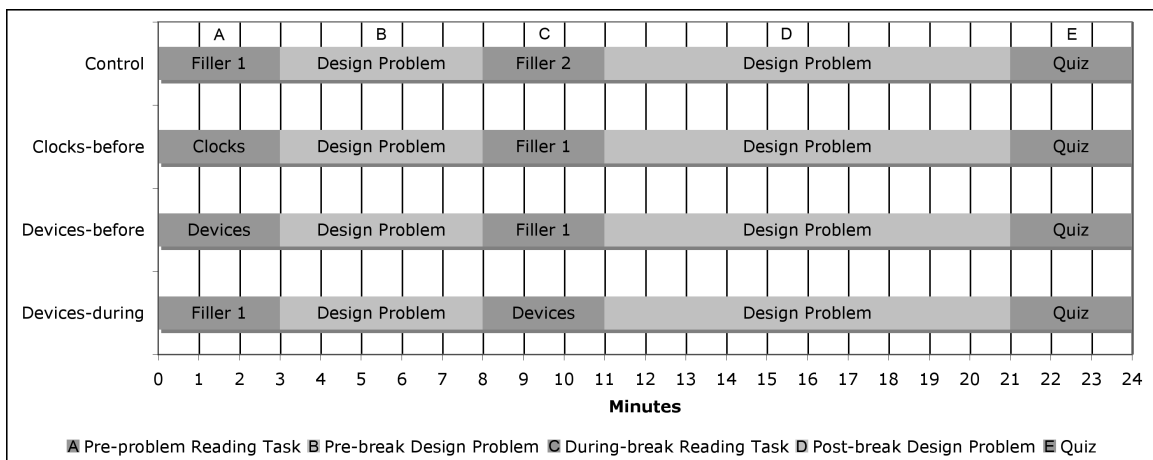 A B C D E
Control Filler 1 Design Problem Filler 2 Design Problem Quiz
Clocks-before Clocks Design Problem Filler 1 Design Problem Quiz
Devices-before Devices Design Problem Filler 1 Design Problem Quiz
Devices-during Filler 1 Design Problem Devices Design Problem Quiz
0 1 2 3 4 5 6 7 8 9 10 11 12 13 14 15 16 17 18 19 20 21 22 23 24
Minutes
A Pre-problem Reading Task B Pre-break Design Problem C During-break Reading Task D Post-break Design Problem E Quiz